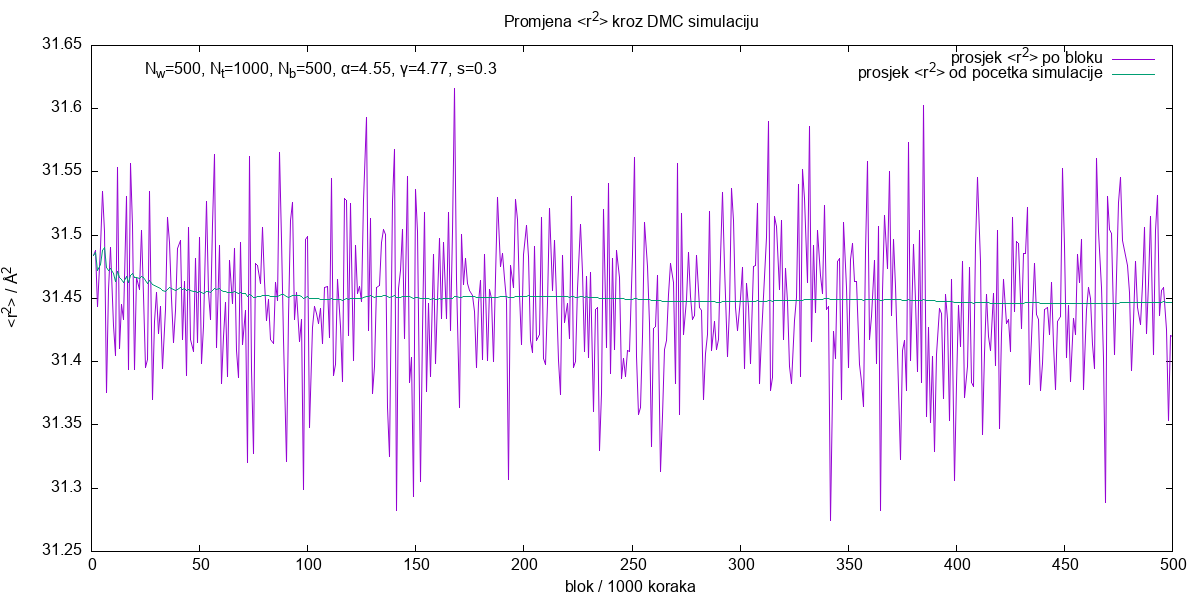 Promjena <r²> kroz DMC simulaciju
N_w=500, N_t=1000, N_b=500, α=4.55, γ=4.77, s=0.3
prosjek <r²> po bloku
prosjek <r²> od pocetka simulacije
<r²> / Å²
31.65
31.6
31.55
31.5
31.45
31.4
31.35
31.3
31.25
0 50 100 150 200 250 300 350 400 450 500
blok / 1000 koraka